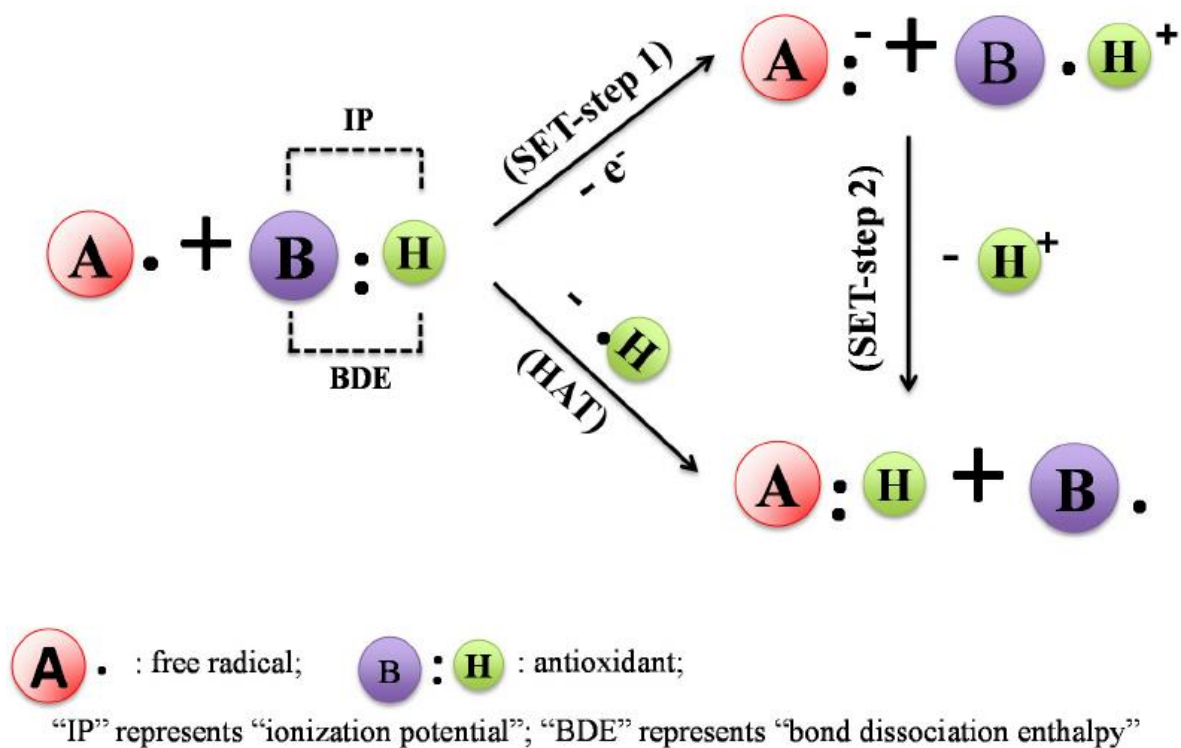 A :- + B · H+
(SET-step 1)
- e-
IP
A · + B : H
BDE
(SET-step 2)
- H+
- ·H
(HAT)
A : H + B ·
A · : free radical; B : H : antioxidant;
“IP” represents “ionization potential”; “BDE” represents “bond dissociation enthalpy”